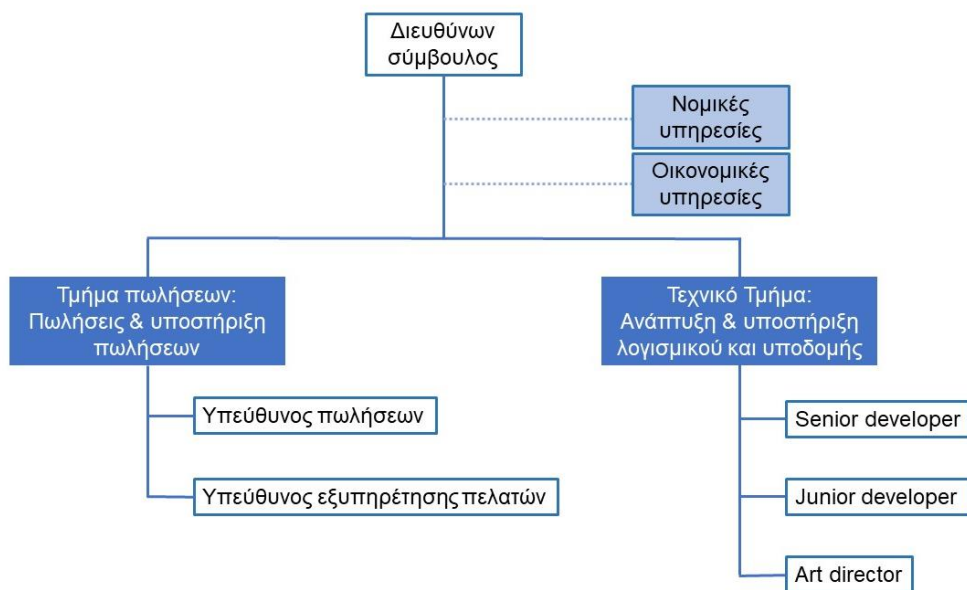 Διευθύνων
σύμβουλος
Νομικές
υπηρεσίες
Οικονομικές
υπηρεσίες
Τμήμα πωλήσεων:
Πωλήσεις & υποστήριξη
πωλήσεων
Υπεύθυνος πωλήσεων
Υπεύθυνος εξυπηρέτησης πελατών
Τεχνικό Τμήμα:
Ανάπτυξη & υποστήριξη
λογισμικού και υποδομής
Senior developer
Junior developer
Art director